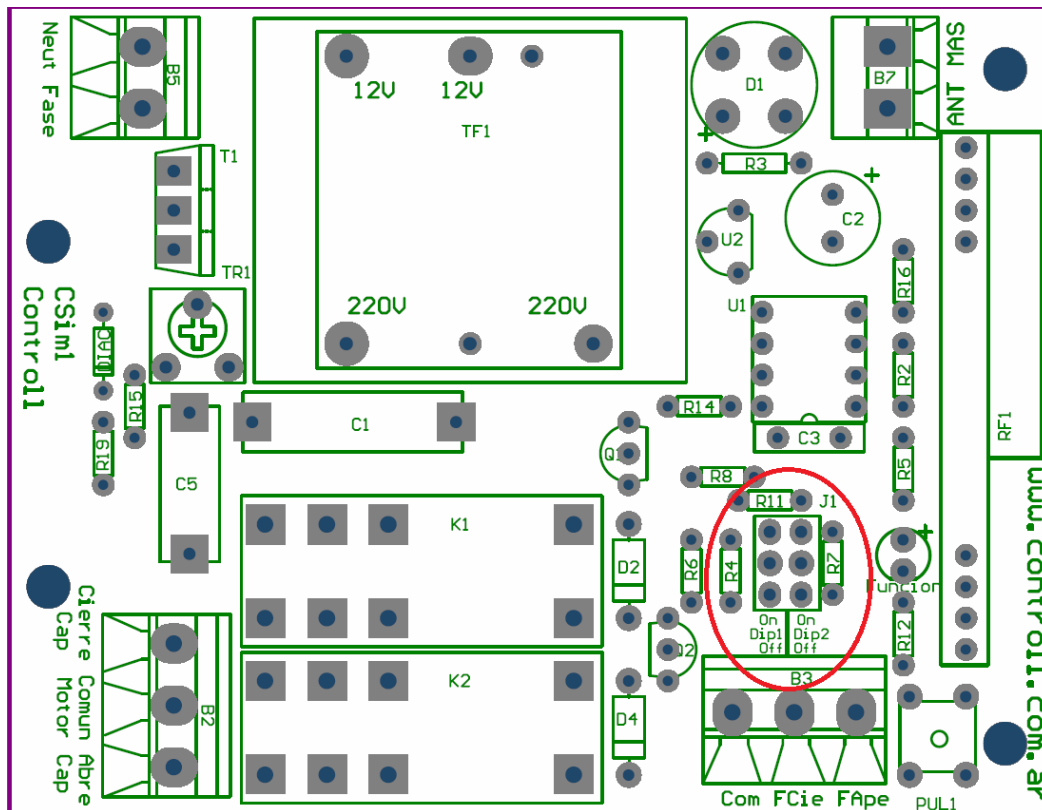 Neut Fase
B5
12V 12V
TF1
D1
B7
ANT MAS
T1
R3
C2
U2
TR1
220V 220V
U1
R16
CSim1
Controll
DIAC
R15
R19
C1
R14
R2
C3
RF1
C5
Q1
R8
R5
R11
J1
K1
D2
R6
R4
R7
Funcion
www.controll.com.ar
On On
Dip1 Dip2
Off Off
R12
Cierre Comun Abre
Cap Motor Cap
B2
K2
Q2
D4
B3
Com FCie FApe
PUL1